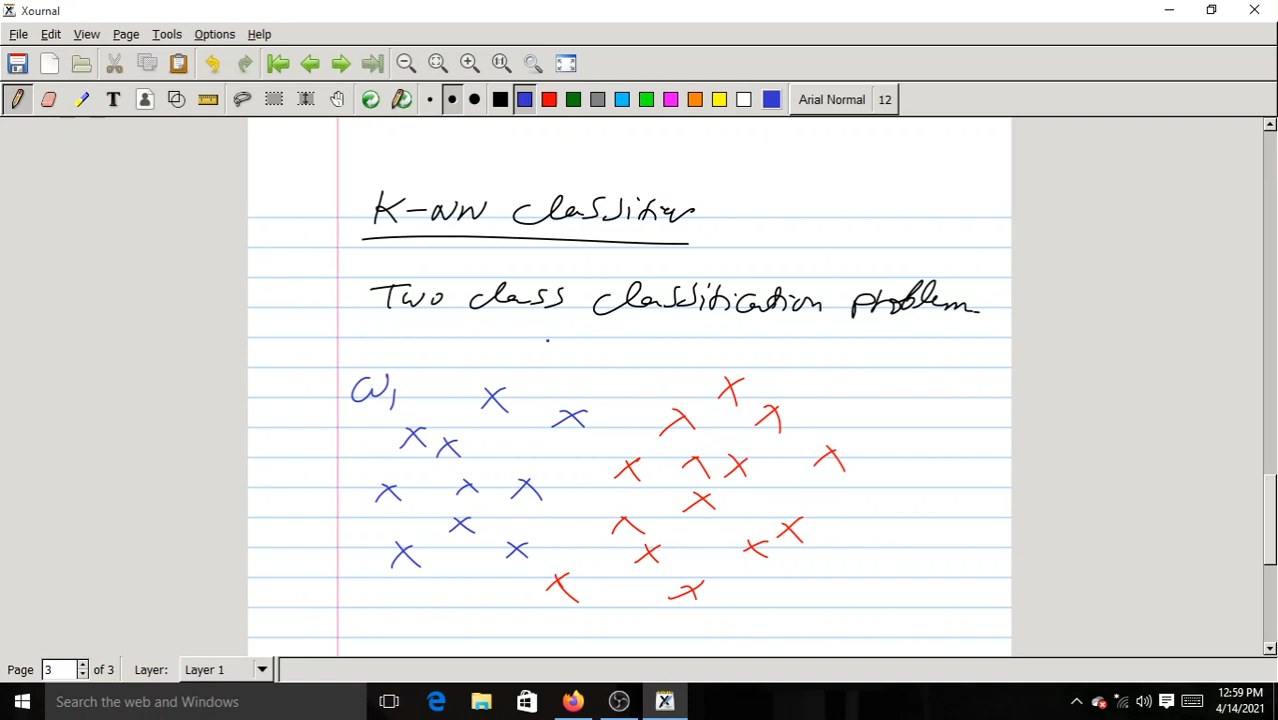 Xournal
File Edit View Page Tools Options Help
Arial Normal 12
K-NN classifier
Two class classification problem
ω1
Page 3 of 3 Layer: Layer 1
Search the web and Windows
12:59 PM
4/14/2021